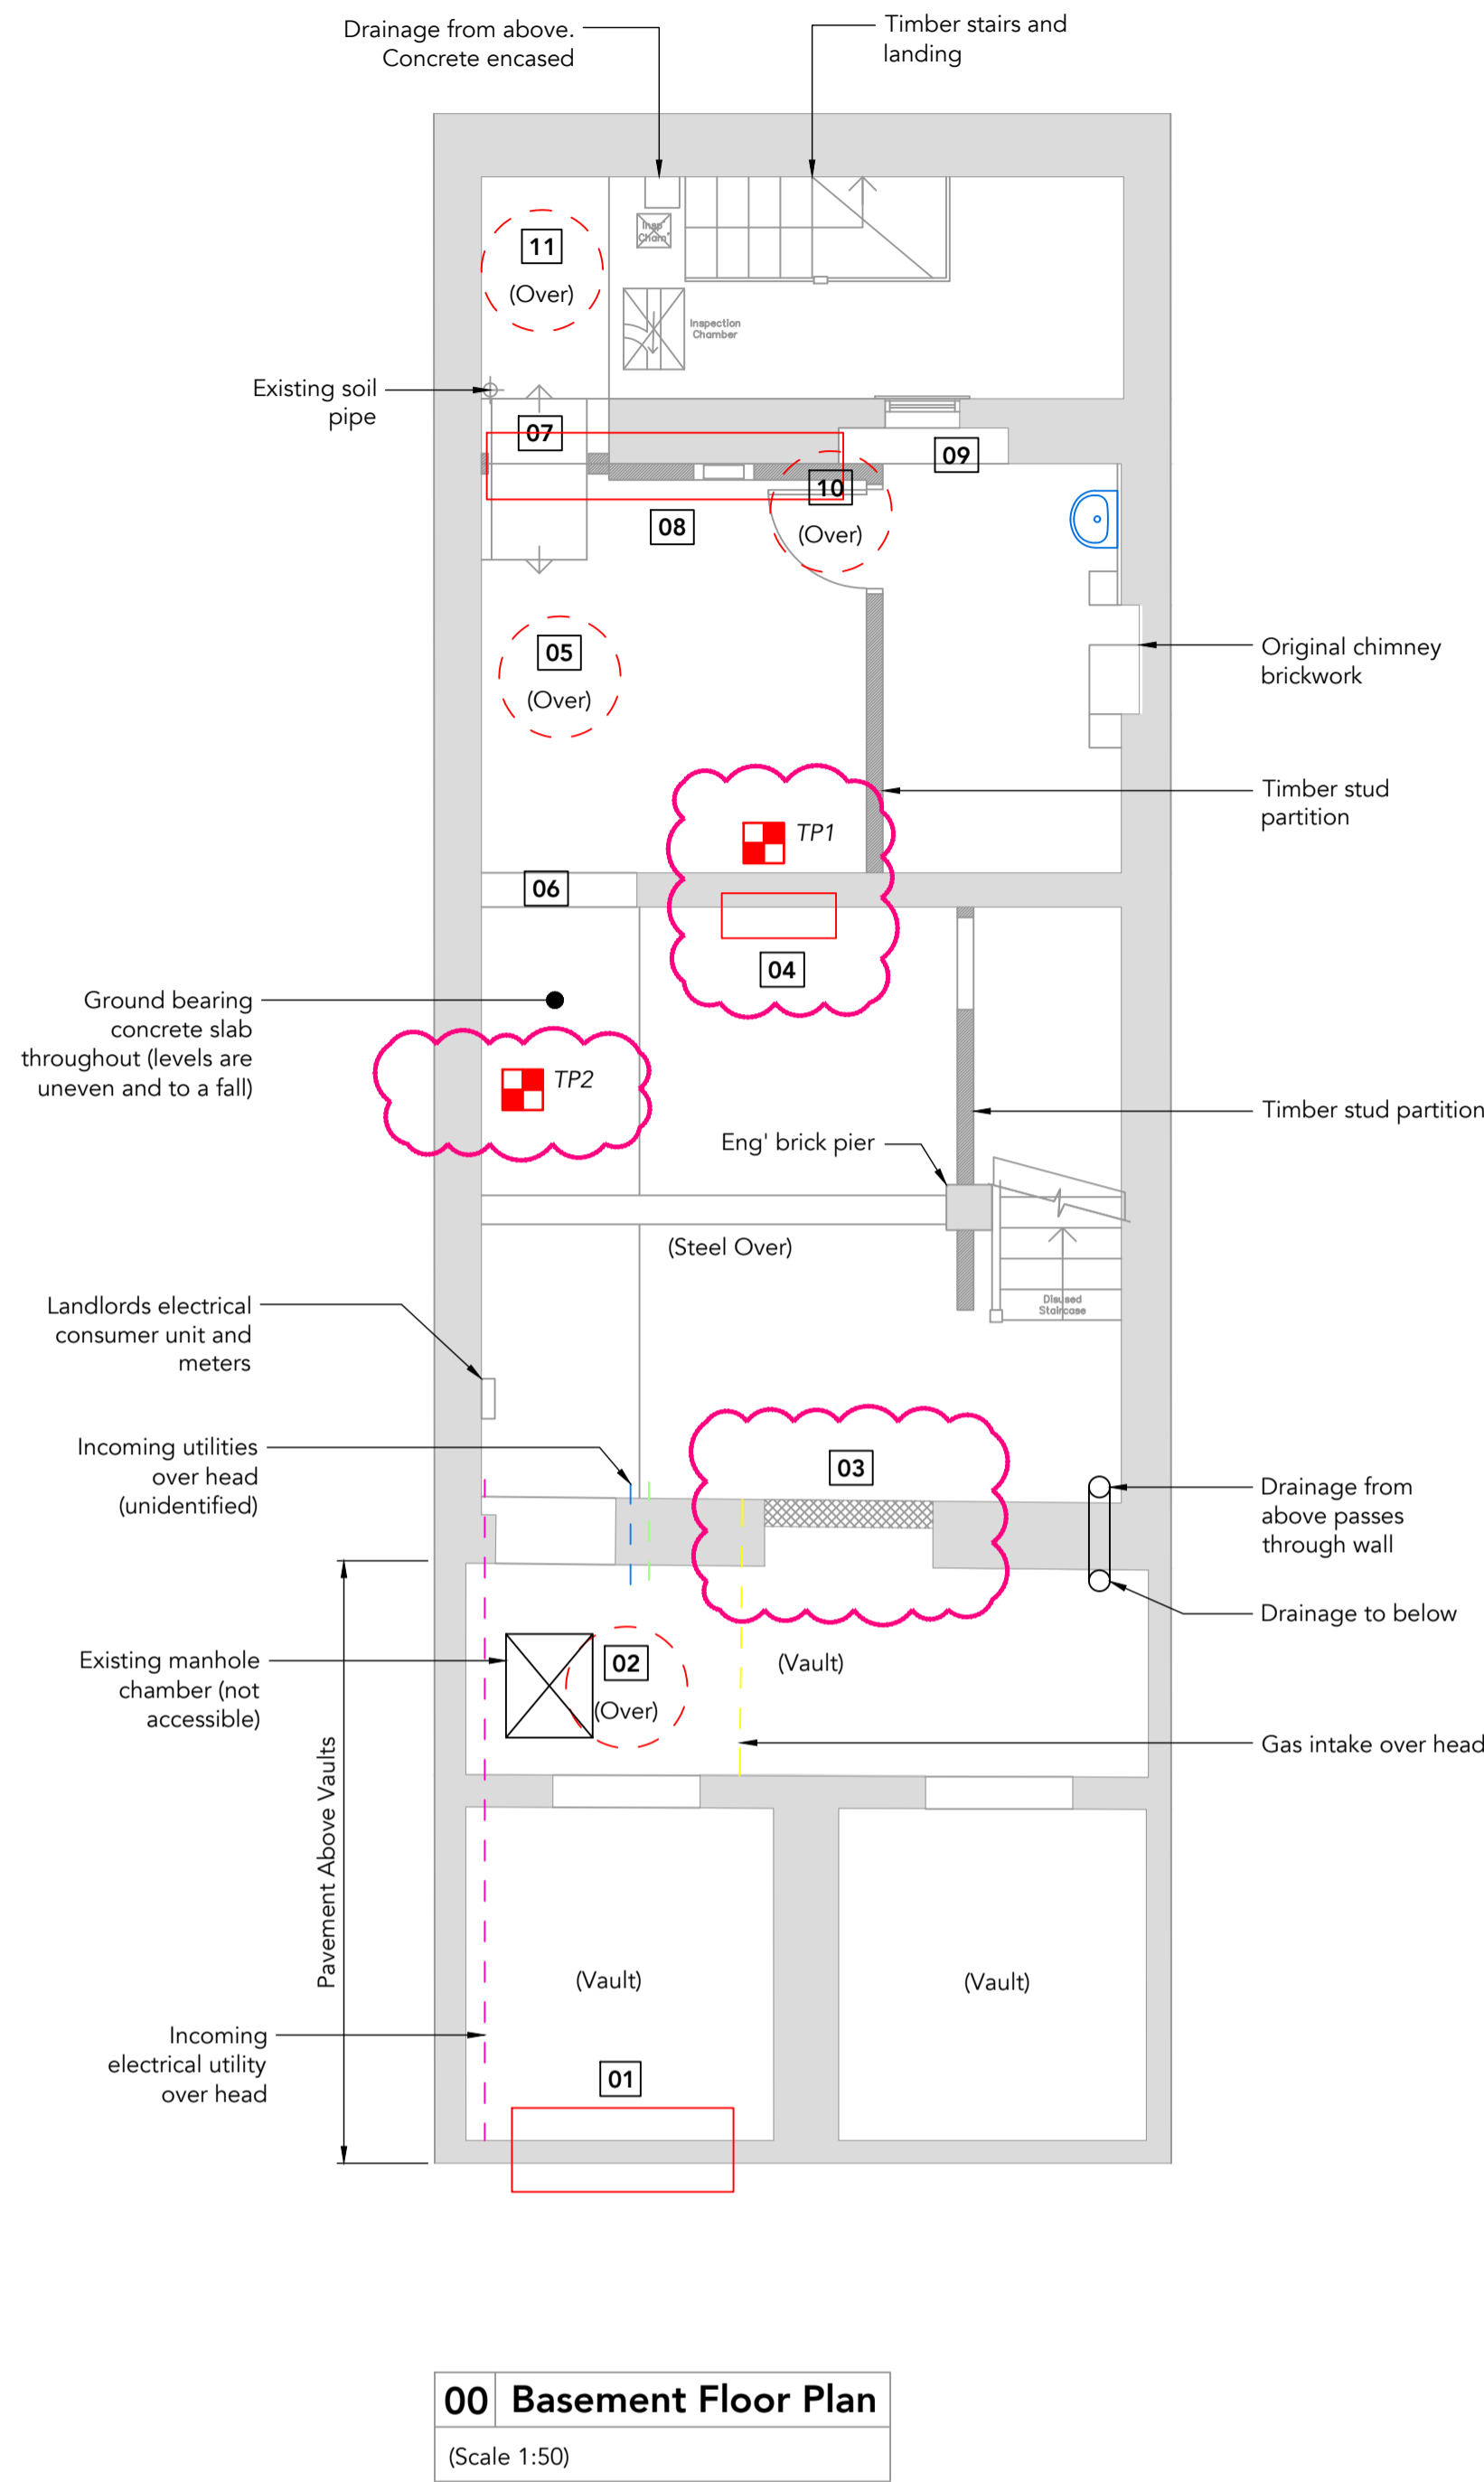 Drainage from above.
Concrete encased
Timber stairs and
landing
11
(Over)
Insp'
Cham'
Inspection
Chamber
Existing soil
pipe
07
09
10
(Over)
08
05
(Over)
Original chimney
brickwork
Timber stud
partition
TP1
06
04
Ground bearing
concrete slab
throughout (levels are
uneven and to a fall)
TP2
Timber stud partition
Eng' brick pier
(Steel Over)
Disused
Staircase
Landlords electrical
consumer unit and
meters
Incoming utilities
over head
(unidentified)
03
Drainage from
above passes
through wall
Drainage to below
Existing manhole
chamber (not
accessible)
02
(Over)
(Vault)
Gas intake over head
Pavement Above Vaults
(Vault)
(Vault)
Incoming
electrical utility
over head
01
00 Basement Floor Plan
(Scale 1:50)